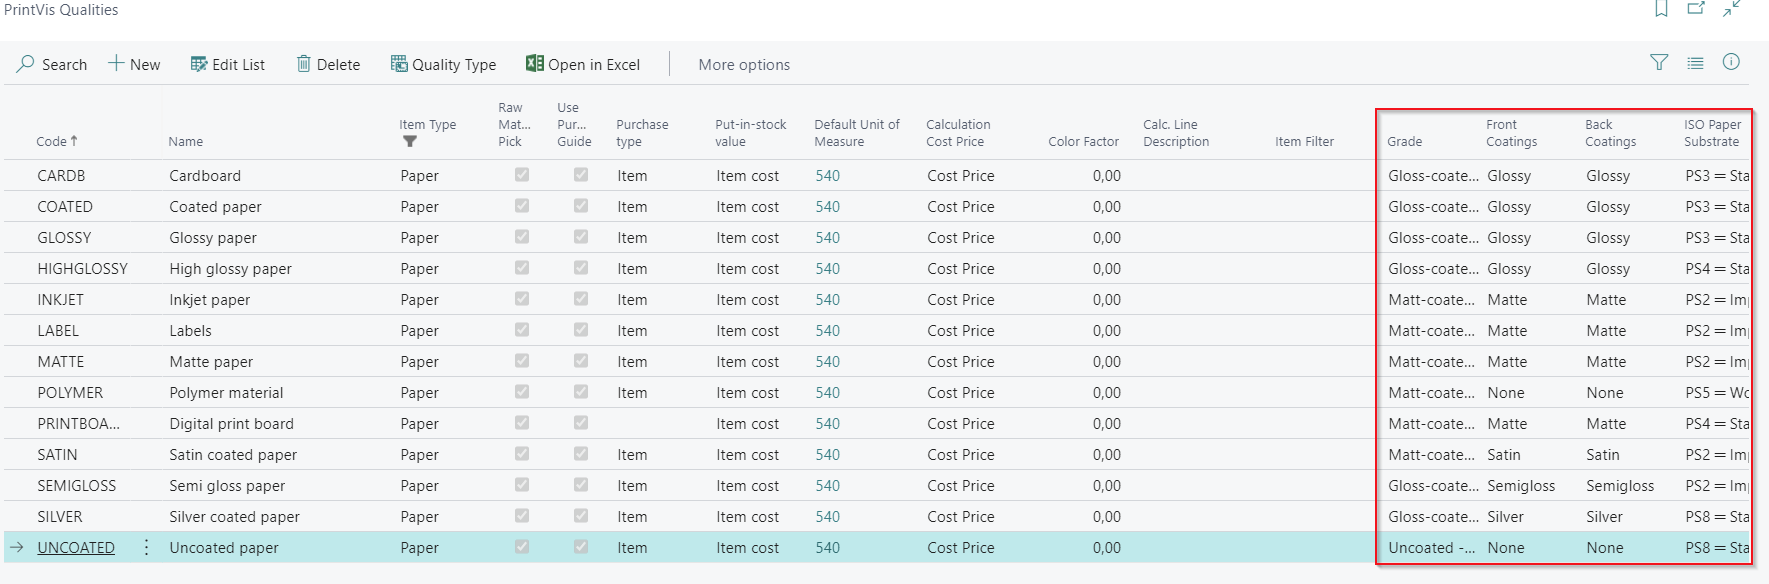 PrintVis Qualities
Search New Edit List Delete Quality Type Open in Excel More options
Code↑ Name Item Type Raw Mat... Pick Use Pur... Guide Purchase type Put-in-stock value Default Unit of Measure Calculation Cost Price Color Factor Calc. Line Description Item Filter Grade Front Coatings Back Coatings ISO Paper Substrate
CARDB Cardboard Paper Item Item cost 540 Cost Price 0,00 Gloss-coate... Glossy Glossy PS3 = Sta
COATED Coated paper Paper Item Item cost 540 Cost Price 0,00 Gloss-coate... Glossy Glossy PS3 = Sta
GLOSSY Glossy paper Paper Item Item cost 540 Cost Price 0,00 Gloss-coate... Glossy Glossy PS3 = Sta
HIGHGLOSSY High glossy paper Paper Item Item cost 540 Cost Price 0,00 Gloss-coate... Glossy Glossy PS4 = Sta
INKJET Inkjet paper Paper Item Item cost 540 Cost Price 0,00 Matt-coate... Matte Matte PS2 = Im
LABEL Labels Paper Item Item cost 540 Cost Price 0,00 Matt-coate... Matte Matte PS2 = Im
MATTE Matte paper Paper Item Item cost 540 Cost Price 0,00 Matt-coate... Matte Matte PS2 = Im
POLYMER Polymer material Paper Item Item cost 540 Cost Price 0,00 Matt-coate... None None PS5 = Wo
PRINTBOA... Digital print board Paper Item cost 540 Cost Price 0,00 Matt-coate... Matte Matte PS4 = Sta
SATIN Satin coated paper Paper Item Item cost 540 Cost Price 0,00 Matt-coate... Satin Satin PS2 = Im
SEMIGLOSS Semi gloss paper Paper Item Item cost 540 Cost Price 0,00 Gloss-coate... Semigloss Semigloss PS2 = Im
SILVER Silver coated paper Paper Item Item cost 540 Cost Price 0,00 Gloss-coate... Silver Silver PS8 = Sta
UNCOATED Uncoated paper Paper Item Item cost 540 Cost Price 0,00 Uncoated -... None None PS8 = Sta